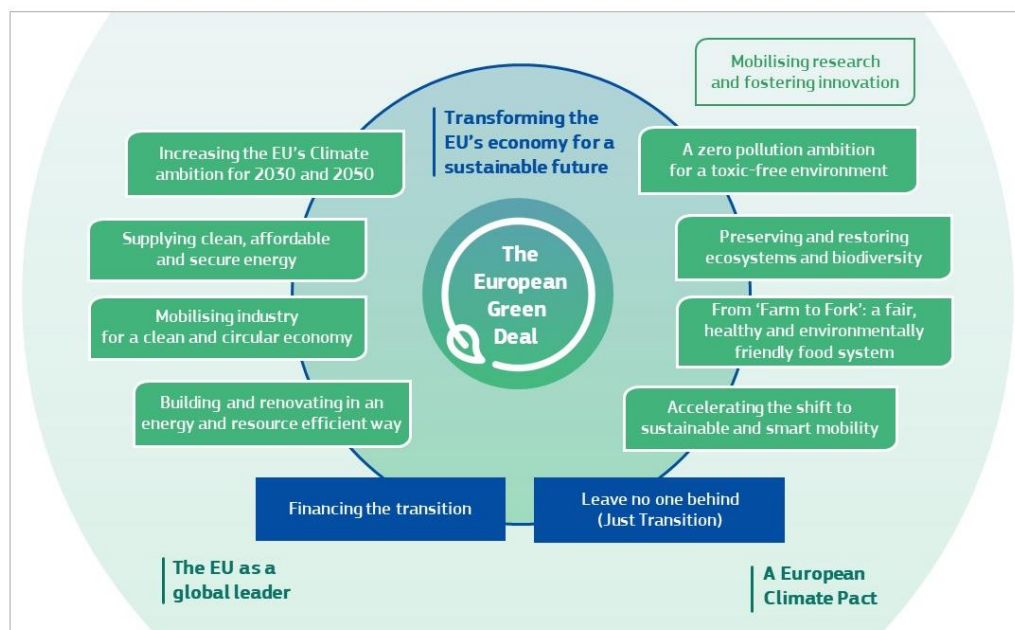 Mobilising research
and fostering innovation
Transforming the
EU's economy for a
sustainable future
Increasing the EU's Climate
ambition for 2030 and 2050
A zero pollution ambition
for a toxic-free environment
Supplying clean, affordable
and secure energy
Preserving and restoring
ecosystems and biodiversity
The
European
Green
Deal
Mobilising industry
for a clean and circular economy
From ‘Farm to Fork’: a fair,
healthy and environmentally
friendly food system
Building and renovating in an
energy and resource efficient way
Accelerating the shift to
sustainable and smart mobility
Financing the transition
Leave no one behind
(Just Transition)
The EU as a
global leader
A European
Climate Pact